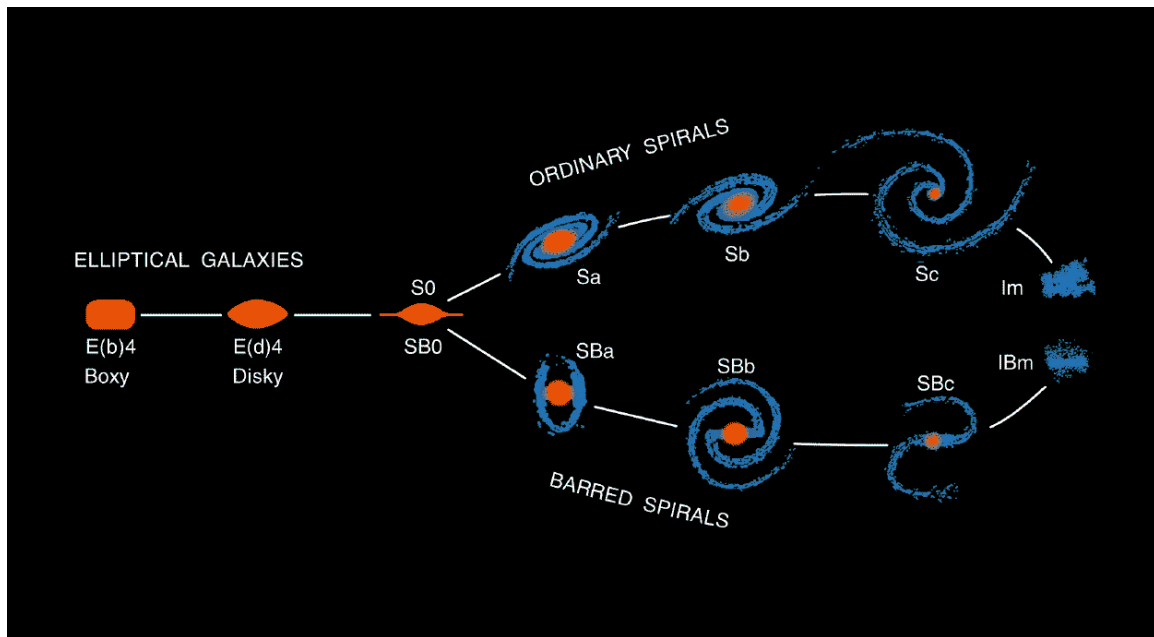 ORDINARY SPIRALS
ELLIPTICAL GALAXIES
Sa
Sb
Sc
Im
S0
SB0
E(b)4
Boxy
E(d)4
Disky
SBa
SBb
SBc
IBm
BARRED SPIRALS